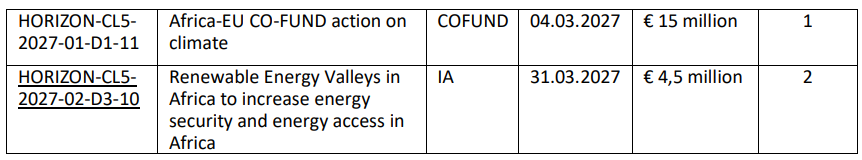 HORIZON-CL5- Africa-EU CO-FUND action on COFUND 04.03.2027 € 15 million 1
2027-01-D1-11 climate
HORIZON-CL5- Renewable Energy Valleys in IA 31.03.2027 € 4,5 million 2
2027-02-D3-10 Africa to increase energy
security and energy access in
Africa